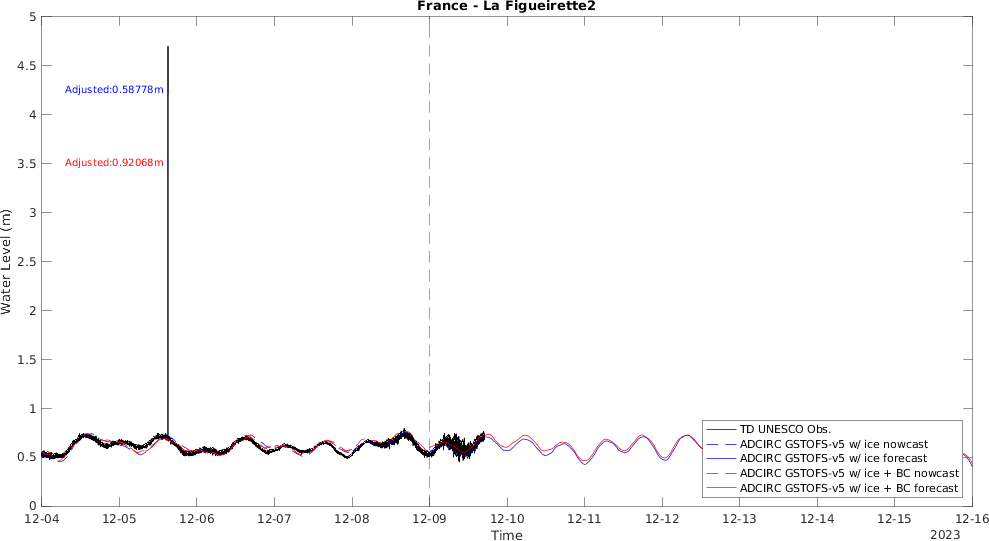 France - La Figueirette2
5
4.5
4
3.5
3
2.5
2
1.5
1
0.5
0
Water Level (m)
Adjusted:0.58778m
Adjusted:0.92068m
TD UNESCO Obs.
ADCIRC GSTOFS-v5 w/ ice nowcast
ADCIRC GSTOFS-v5 w/ ice forecast
ADCIRC GSTOFS-v5 w/ ice + BC nowcast
ADCIRC GSTOFS-v5 w/ ice + BC forecast
12-04 12-05 12-06 12-07 12-08 12-09 12-10 12-11 12-12 12-13 12-14 12-15 12-16
Time
2023